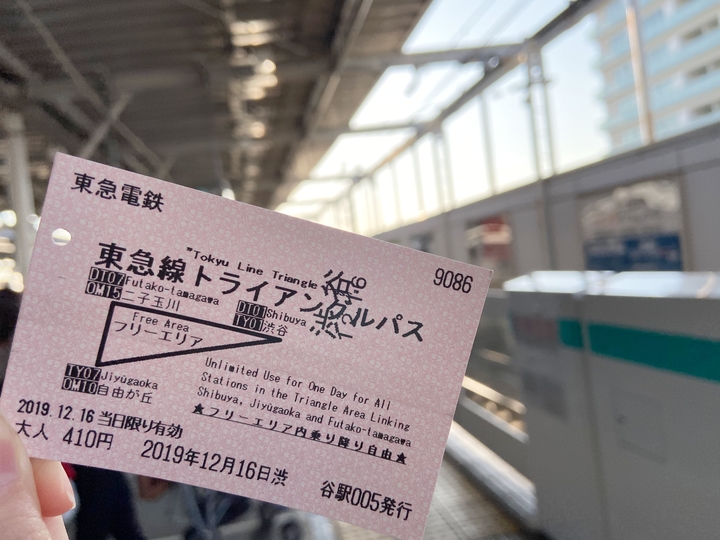 東急電鉄
9086
"Tokyu Line Triangle
東急線トライアングルパス
渋谷
DT07 Futako-tamagawa
OM15 二子玉川
DT01 Shibuya
TY01 渋谷
Free Area
フリーエリア
TY07 Jiyūgaoka
OM10 自由が丘
Unlimited Use for One Day for All
Stations in the Triangle Area Linking
Shibuya, Jiyūgaoka and Futako-tamagawa
★フリーエリア内乗り降り自由★
2019.12.16 当日限り有効
大人 410円
2019年12月16日渋谷駅005発行